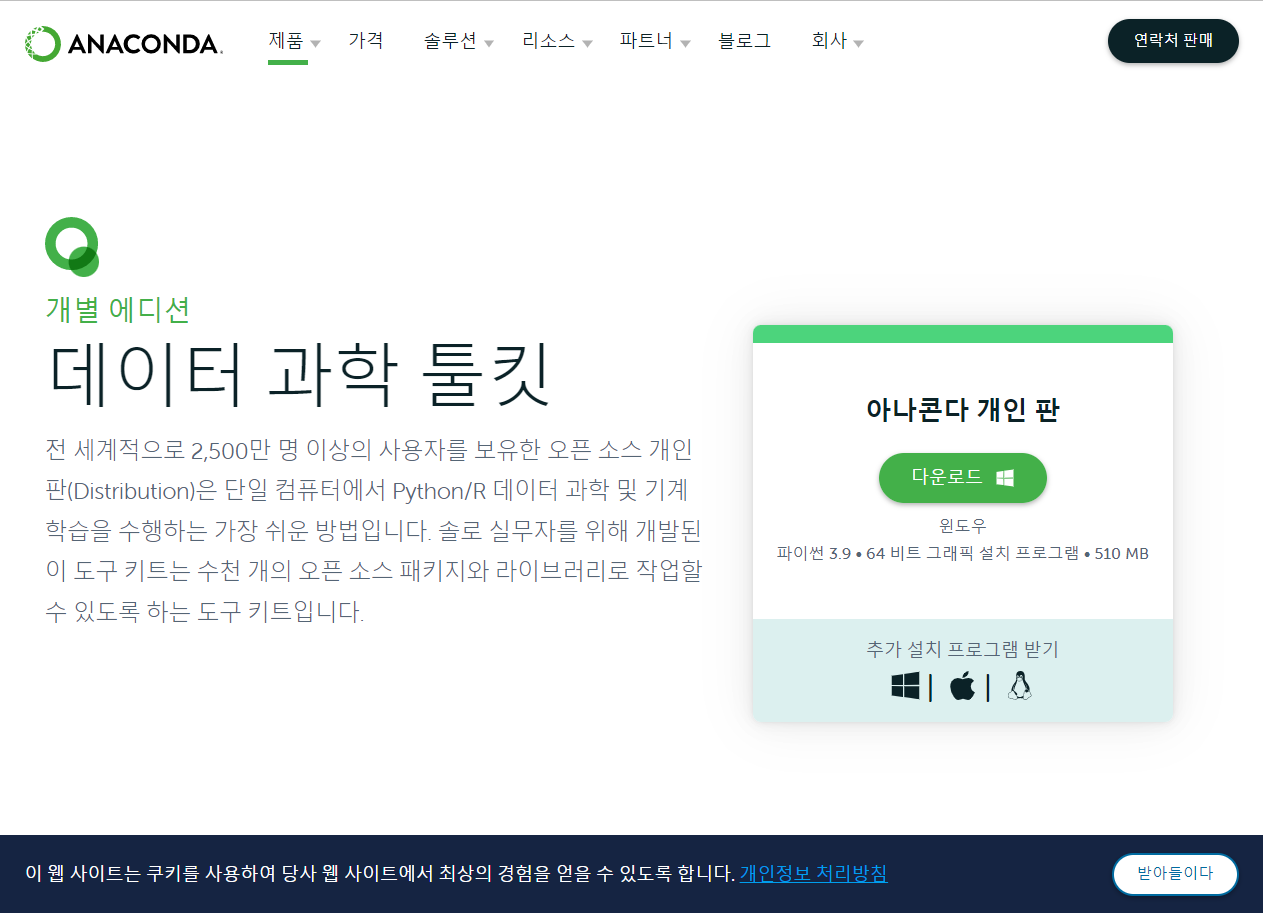 ANACONDA.
제품
가격
솔루션
리소스
파트너
블로그
회사
연락처 판매
개별 에디션
데이터 과학 툴킷
전 세계적으로 2,500만 명 이상의 사용자를 보유한 오픈 소스 개인
판(Distribution)은 단일 컴퓨터에서 Python/R 데이터 과학 및 기계
학습을 수행하는 가장 쉬운 방법입니다. 솔로 실무자를 위해 개발된
이 도구 키트는 수천 개의 오픈 소스 패키지와 라이브러리로 작업할
수 있도록 하는 도구 키트입니다.
아나콘다 개인 판
다운로드
윈도우
파이썬 3.9 • 64 비트 그래픽 설치 프로그램 • 510 MB
추가 설치 프로그램 받기
| |
이 웹 사이트는 쿠키를 사용하여 당사 웹 사이트에서 최상의 경험을 얻을 수 있도록 합니다. 개인정보 처리방침
받아들이다